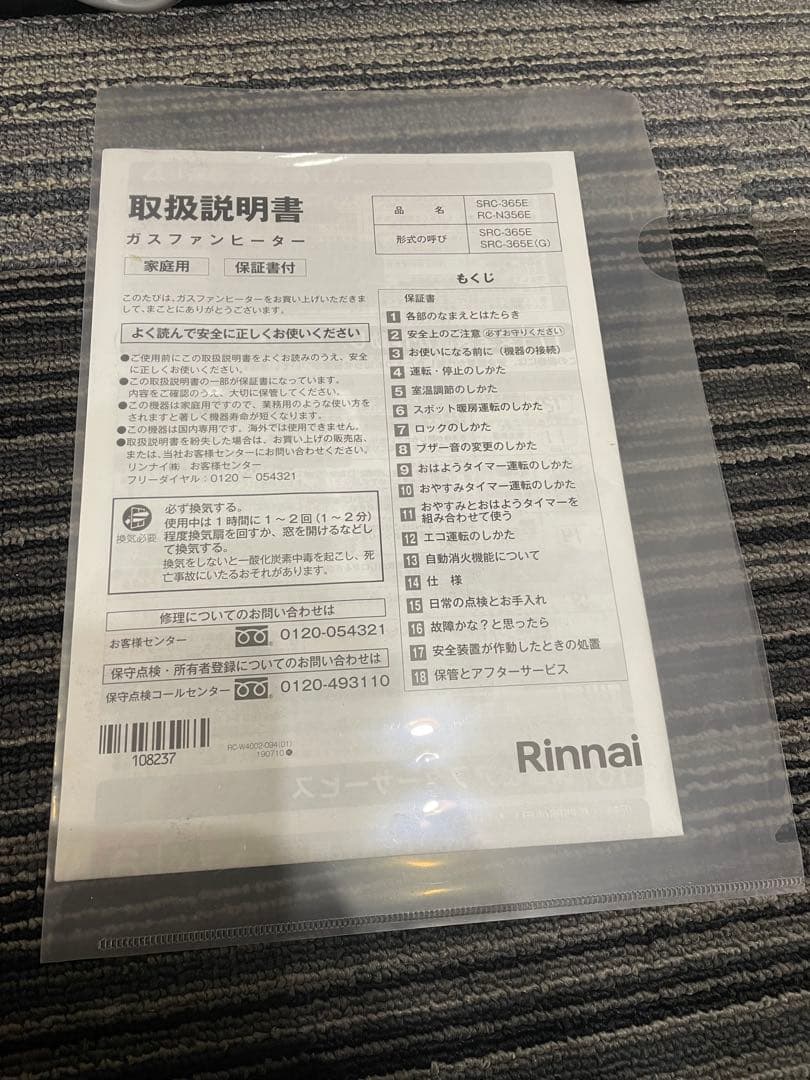 取扱説明書
ガスファンヒーター
家庭用 保証書付
品 名 SRC-365E
RC-N356E
形式の呼び SRC-365E
SRC-365E(G)
このたびは、ガスファンヒーターをお買い上げいただきま
して、まことにありがとうございます。
よく読んで安全に正しくお使いください
●ご使用前にこの取扱説明書をよくお読みのうえ、安全
に正しくお使いください。
●この取扱説明書の一部が保証書になっています。
内容をご確認のうえ、大切に保管してください。
●この機器は家庭用ですので、業務用のような使い方を
されますと著しく機器寿命が短くなります。
●この機器は国内専用です。海外では使用できません。
●取扱説明書を紛失した場合は、お買い上げの販売店、
または、当社お客様センターにお問い合わせください。
リンナイ㈱ お客様センター
フリーダイヤル：0120－054321
換気必要
必ず換気する。
使用中は1時間に1～2回(1～2分)
程度換気扇を回すか、窓を開けるなどし
て換気する。
換気をしないと一酸化炭素中毒を起こし、死
亡事故にいたるおそれがあります。
修理についてのお問い合わせは
お客様センター 0120-054321
保守点検・所有者登録についてのお問い合わせは
保守点検コールセンター 0120-493110
108237
RC-W4002-094(01)
190710
もくじ
保証書
1 各部のなまえとはたらき
2 安全上のご注意 必ずお守りください
3 お使いになる前に（機器の接続）
4 運転・停止のしかた
5 室温調節のしかた
6 スポット暖房運転のしかた
7 ロックのしかた
8 ブザー音の変更のしかた
9 おはようタイマー運転のしかた
10 おやすみタイマー運転のしかた
11 おやすみとおはようタイマーを
組み合わせて使う
12 エコ運転のしかた
13 自動消火機能について
14 仕 様
15 日常の点検とお手入れ
16 故障かな？と思ったら
17 安全装置が作動したときの処置
18 保管とアフターサービス
Rinnai